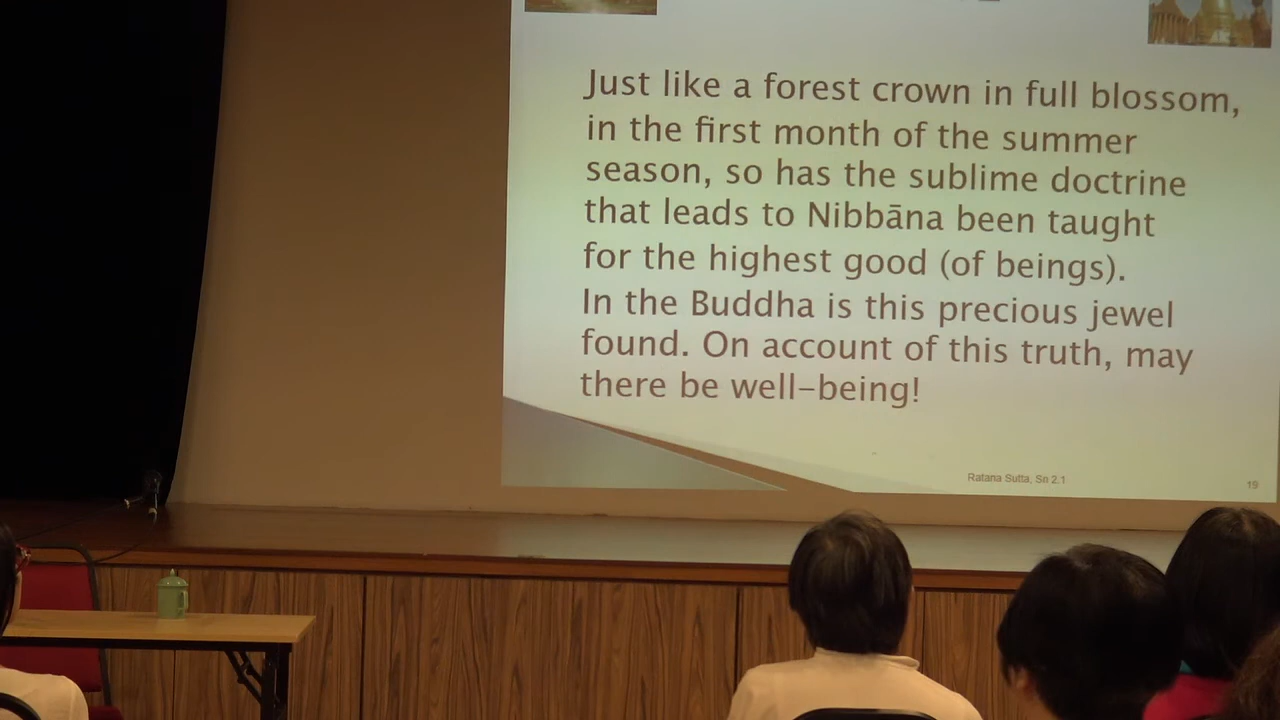 Just like a forest crown in full blossom,
in the first month of the summer
season, so has the sublime doctrine
that leads to Nibbāna been taught
for the highest good (of beings).
In the Buddha is this precious jewel
found. On account of this truth, may
there be well-being!
Ratana Sutta, Sn 2.1
19